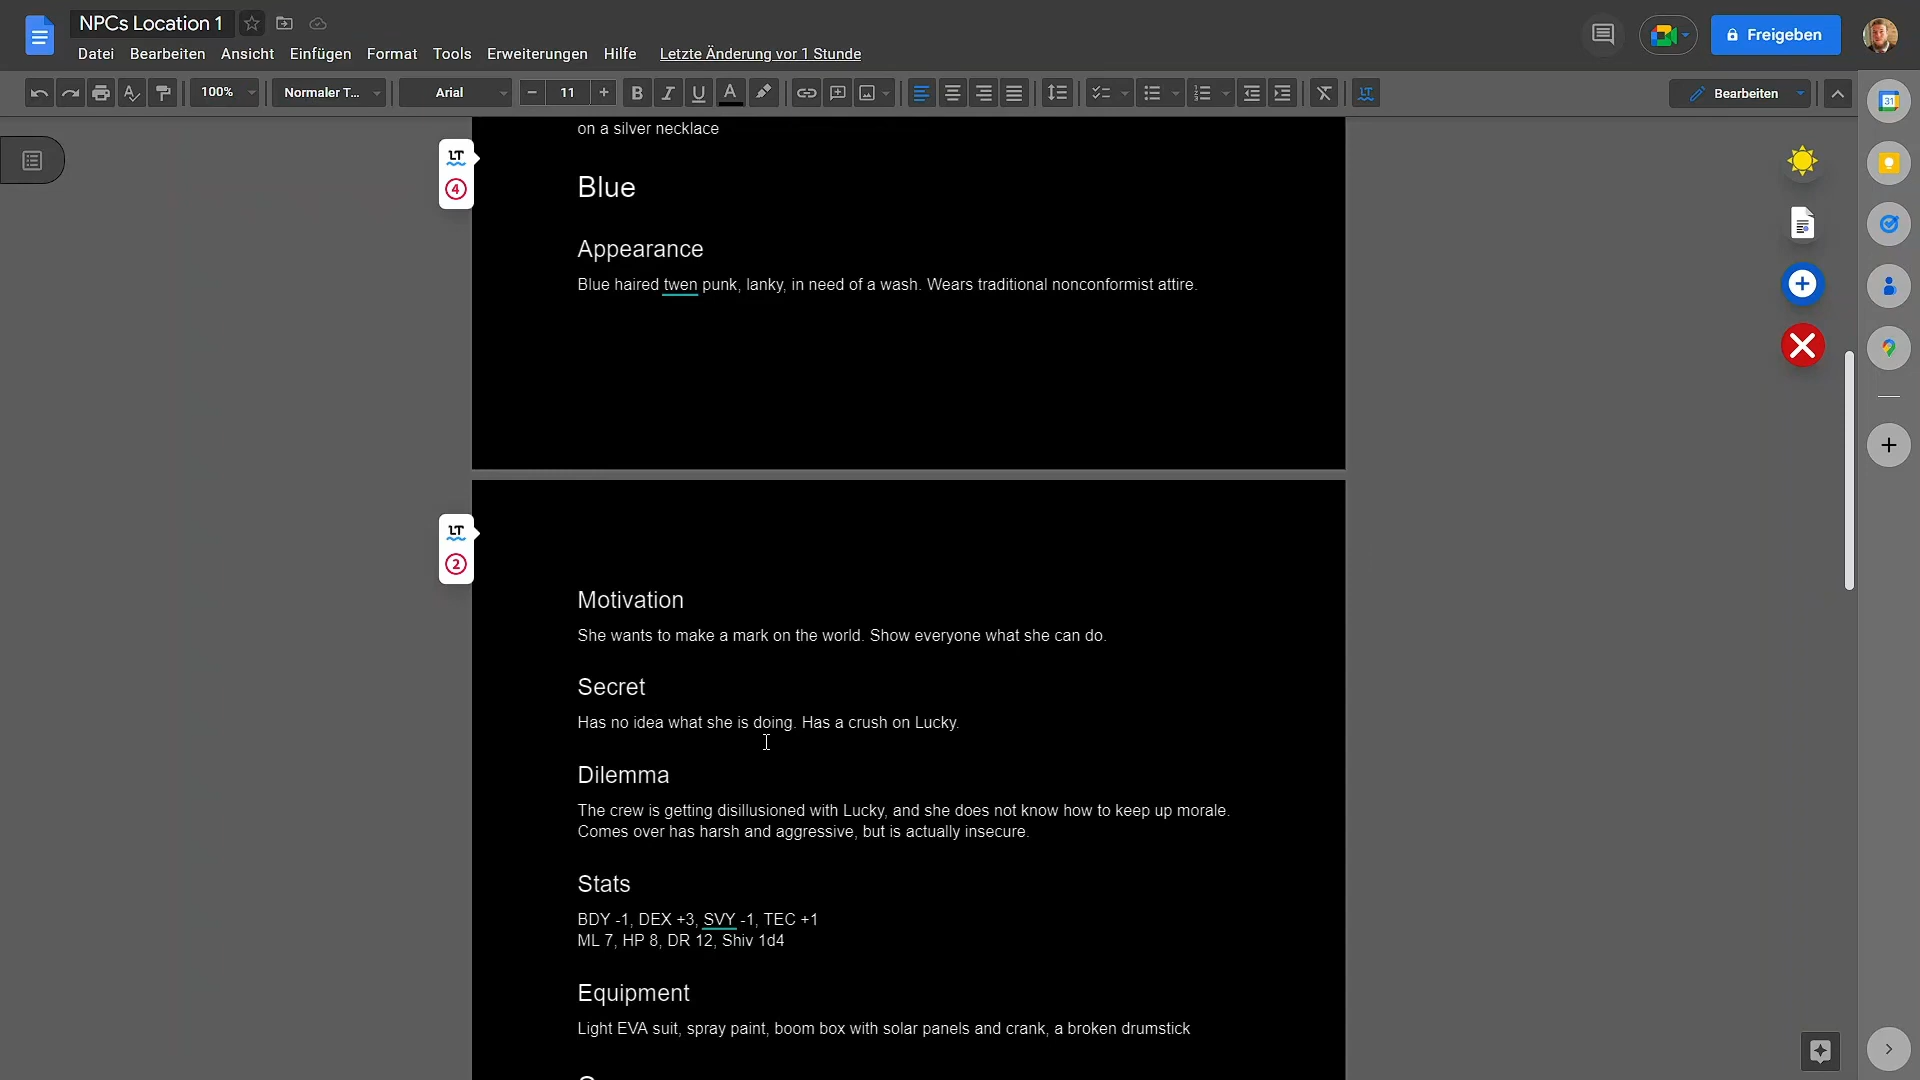 NPCs Location 1
Datei Bearbeiten Ansicht Einfügen Format Tools Erweiterungen Hilfe Letzte Änderung vor 1 Stunde
Freigeben
100% Normaler T... Arial 11 Bearbeiten
31
on a silver necklace
LT
4
Blue
Appearance
Blue haired twen punk, lanky, in need of a wash. Wears traditional nonconformist attire.
LT
2
Motivation
She wants to make a mark on the world. Show everyone what she can do.
Secret
Has no idea what she is doing. Has a crush on Lucky.
Dilemma
The crew is getting disillusioned with Lucky, and she does not know how to keep up morale.
Comes over has harsh and aggressive, but is actually insecure.
Stats
BDY -1, DEX +3, SVY -1, TEC +1
ML 7, HP 8, DR 12, Shiv 1d4
Equipment
Light EVA suit, spray paint, boom box with solar panels and crank, a broken drumstick